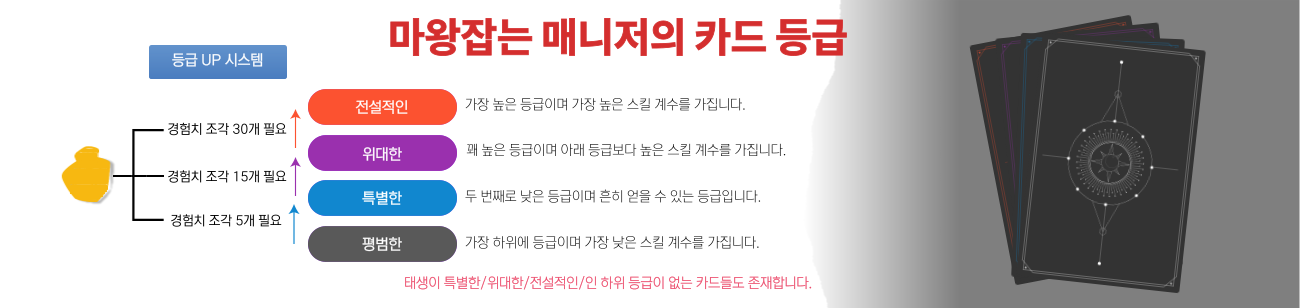 마왕잡는 매니저의 카드 등급
등급 UP 시스템
전설적인
가장 높은 등급이며 가장 높은 스킬 계수를 가집니다.
경험치 조각 30개 필요
위대한
꽤 높은 등급이며 아래 등급보다 높은 스킬 계수를 가집니다.
경험치 조각 15개 필요
특별한
두 번째로 낮은 등급이며 흔히 얻을 수 있는 등급입니다.
경험치 조각 5개 필요
평범한
가장 하위에 등급이며 가장 낮은 스킬 계수를 가집니다.
태생이 특별한/위대한/전설적인/인 하위 등급이 없는 카드들도 존재합니다.